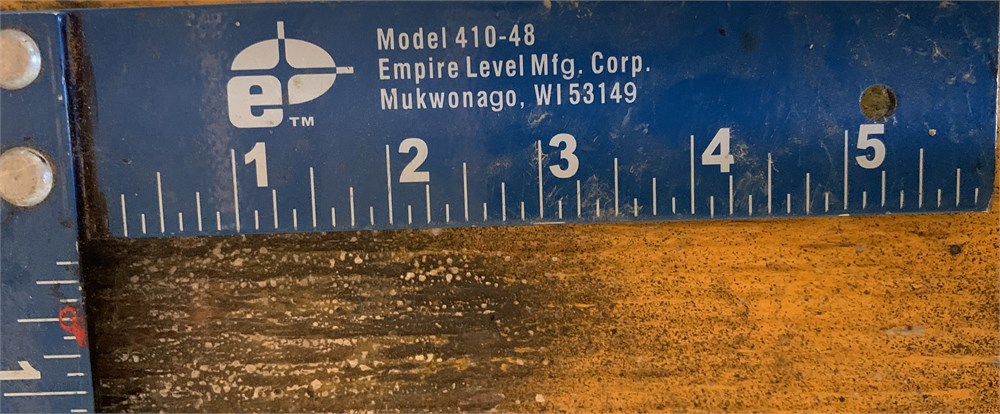 Model 410-48
Empire Level Mfg. Corp.
Mukwonago, WI 53149
e TM
1 2 3 4 5
1